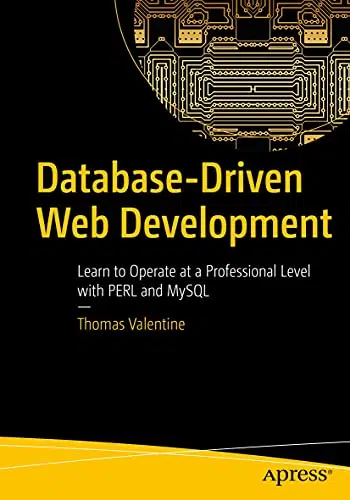 Database-Driven
Web Development
Learn to Operate at a Professional Level
with PERL and MySQL
—
Thomas Valentine
Apress®